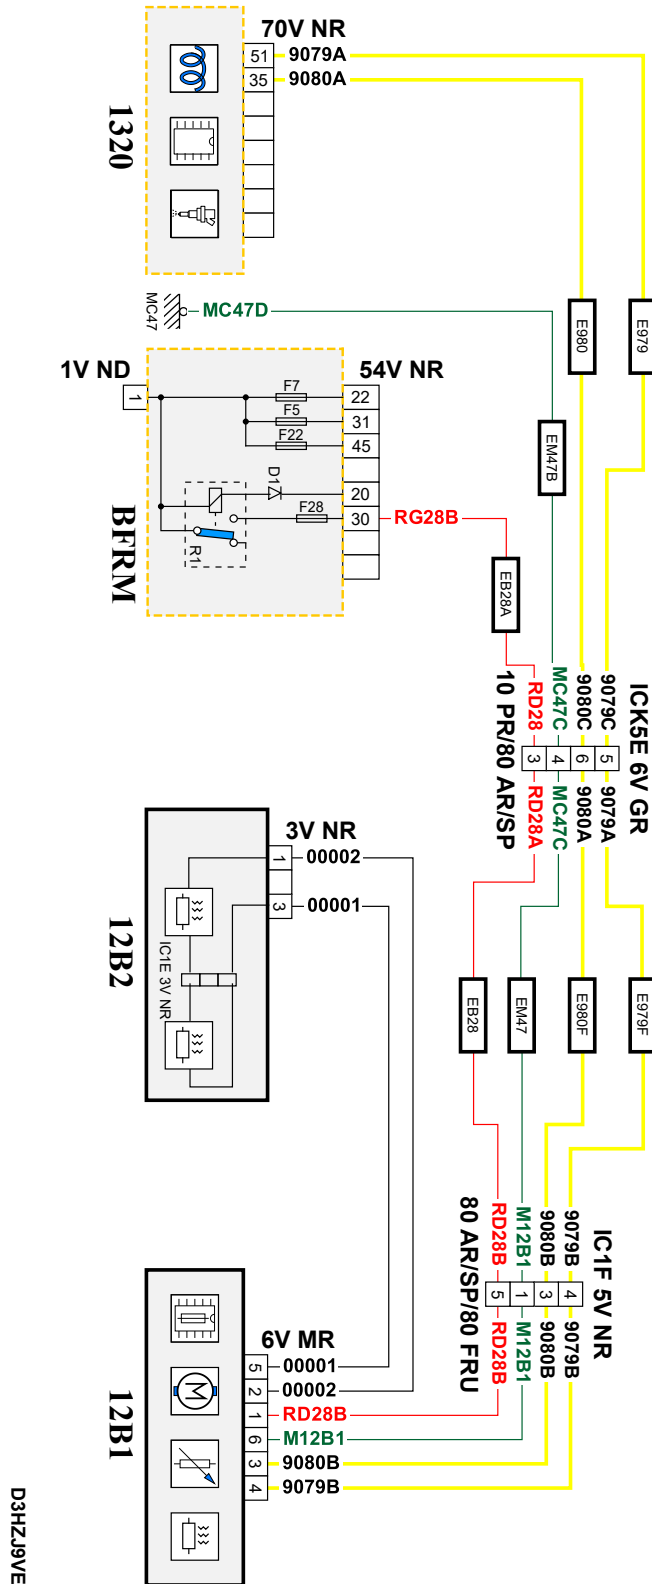 70V NR
51 9079A
35 9080A
1320
MC47
MC47D
E980
E979
1V ND
1
54V NR
F7
22
F5
31
F22
45
D1
20
F28
30
RG28B
R1
BFRM
EM47B
EB28A
ICK5E 6V GR
10 PR/80 AR/SP
9079C 5 9079A
9080C 6 9080A
MC47C 4 MC47C
RD28 3 RD28A
3V NR
1 00002
3 00001
IC1E 3V NR
12B2
EB28
EM47
E980F
E979F
IC1F 5V NR
80 AR/SP/80 FRU
9079B 4 9079B
9080B 3 9080B
M12B1 1 M12B1
RD28B 5 RD28B
6V MR
5 00001
2 00002
1 RD28B
6 M12B1
3 9080B
4 9079B
M
12B1
D3HZJ9VE